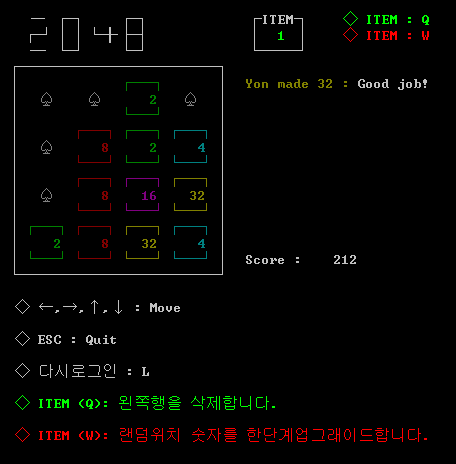 2048
ITEM
1
◇ ITEM : Q
◇ ITEM : W
♤ ♤ 2 ♤
♤ 8 2 4
♤ 8 16 32
2 8 32 4
Yon made 32 : Good job!
Score : 212
◇ ←,→,↑,↓ : Move
◇ ESC : Quit
◇ 다시로그인 : L
◇ ITEM (Q): 왼쪽행을 삭제합니다.
◇ ITEM (W): 랜덤위치 숫자를 한단계업그레이드합니다.